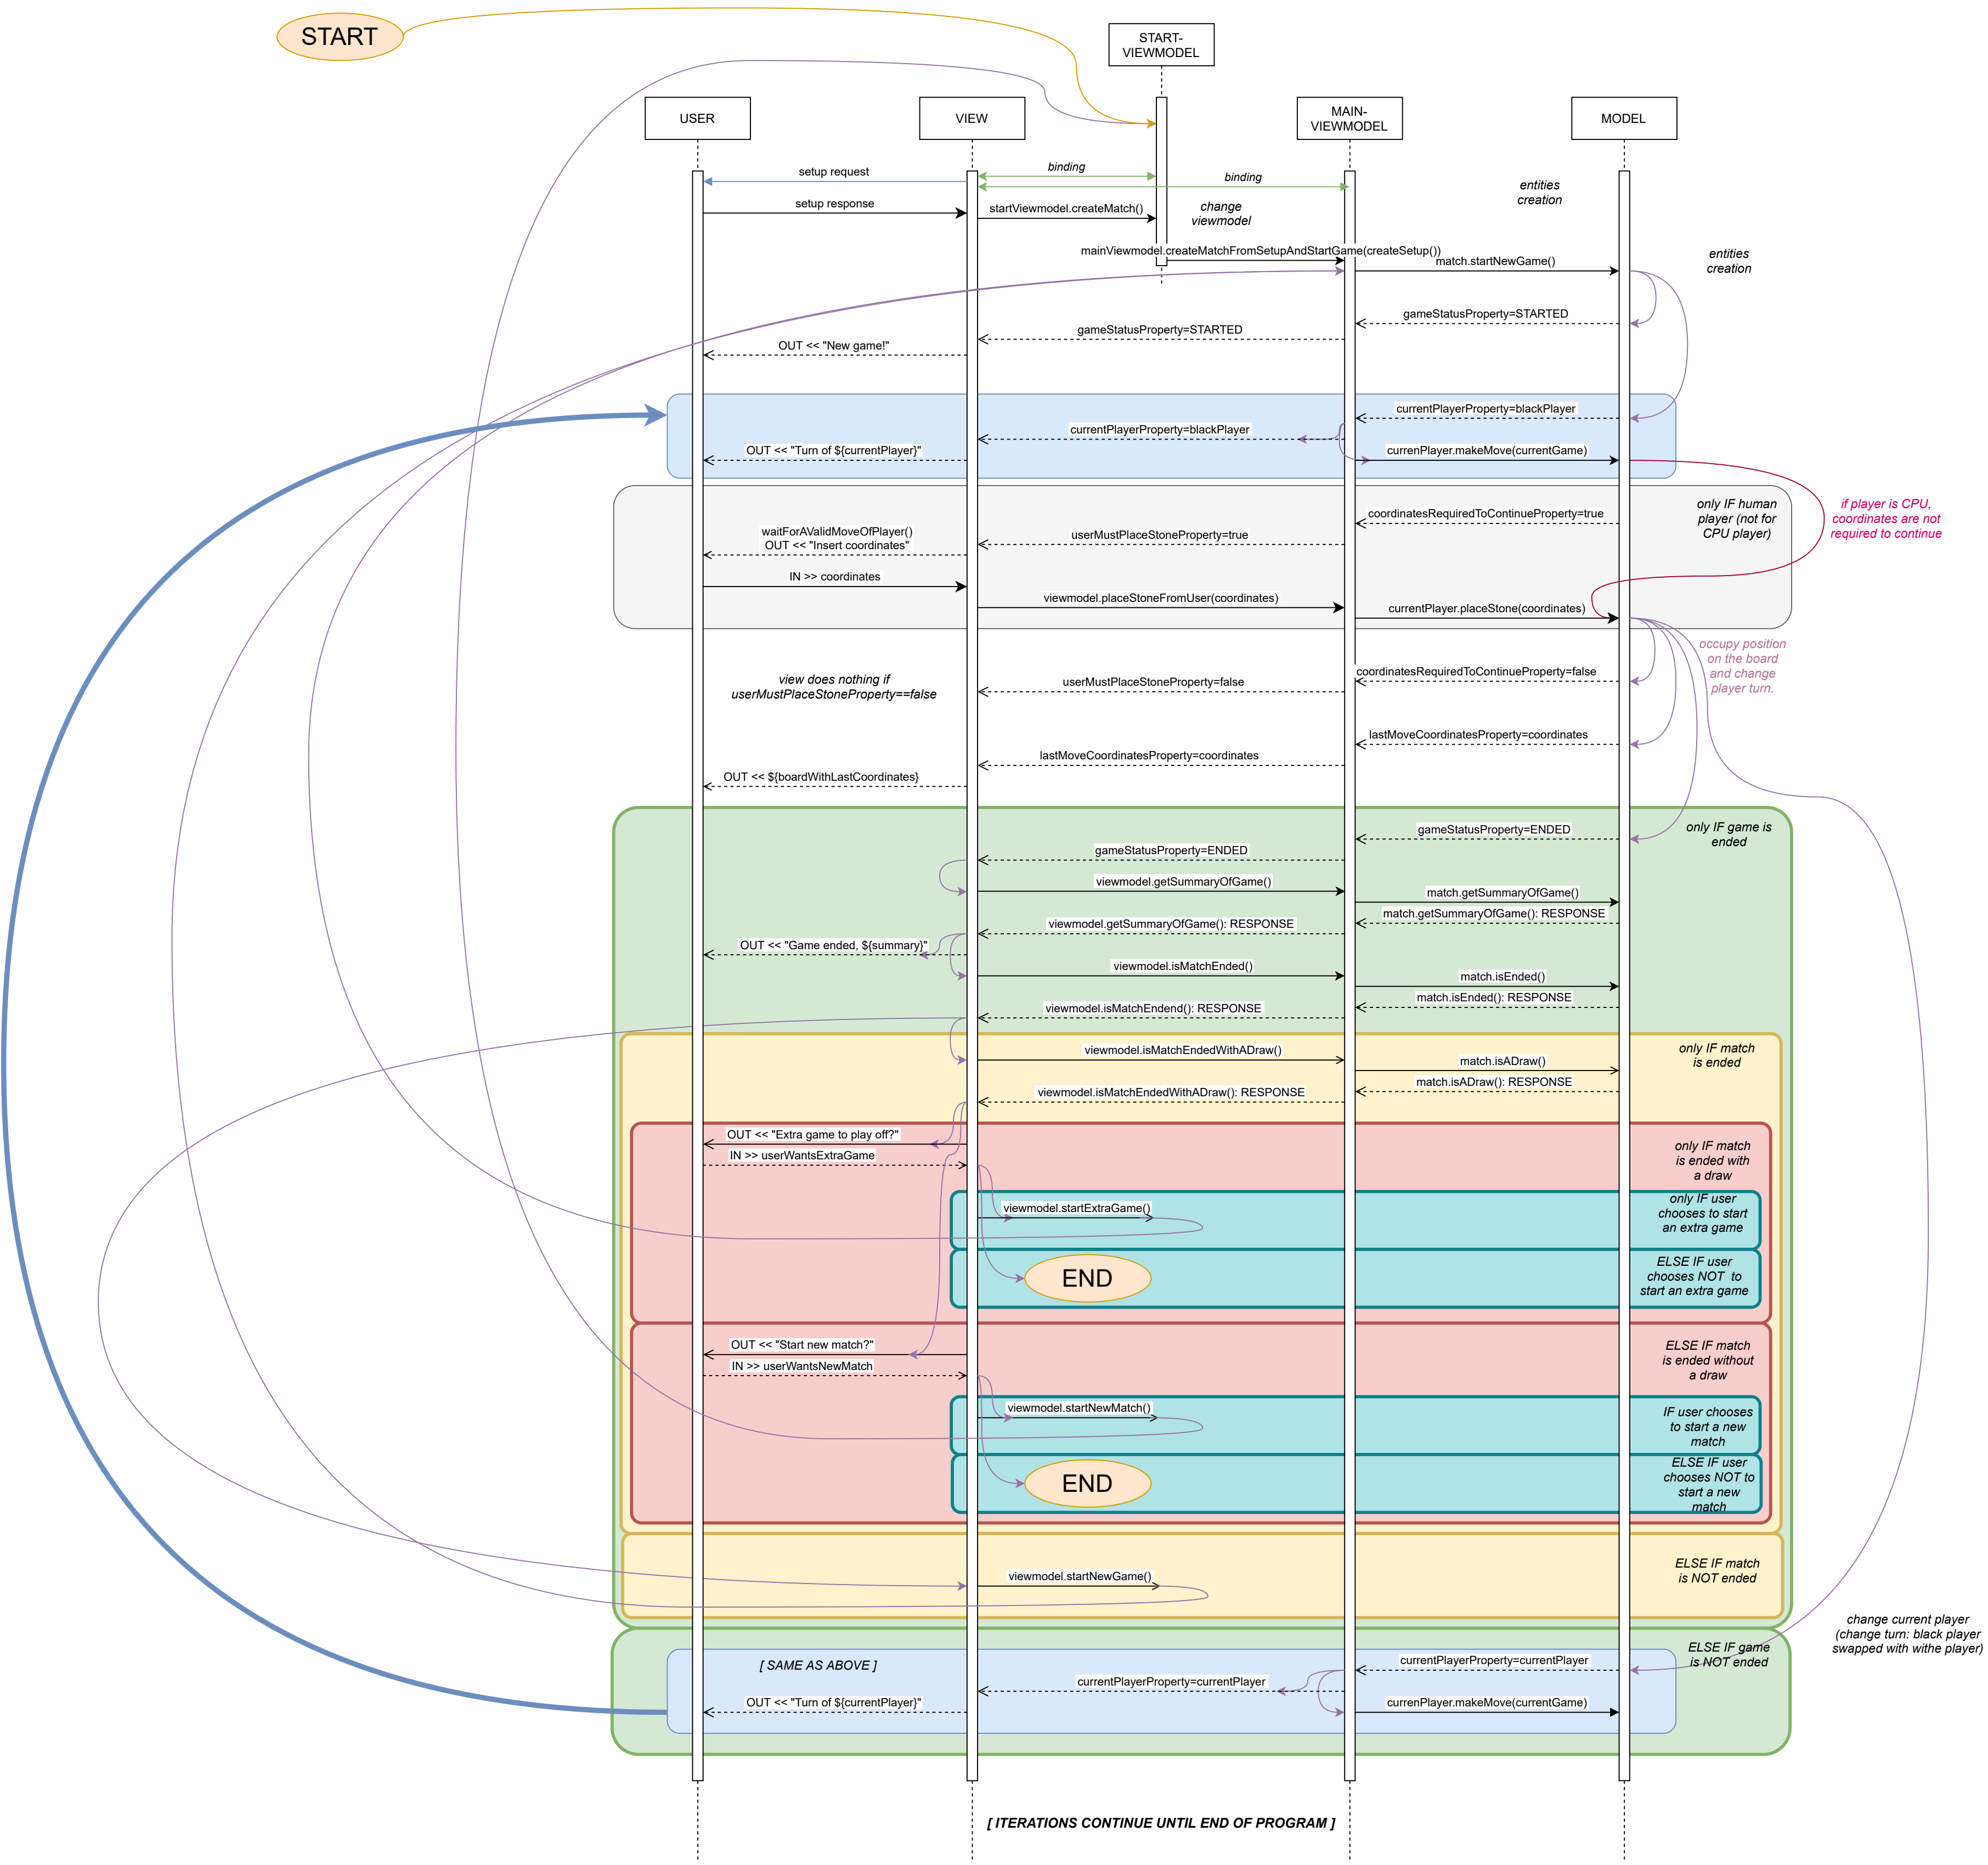 START
START-
VIEWMODEL
USER
VIEW
MAIN-
VIEWMODEL
MODEL
setup request
binding
binding
entities
creation
setup response
startViewmodel.createMatch()
change
viewmodel
mainViewmodel.createMatchFromSetupAndStartGame(createSetup())
match.startNewGame()
entities
creation
gameStatusProperty=STARTED
gameStatusProperty=STARTED
OUT << "New game!"
currentPlayerProperty=blackPlayer
currentPlayerProperty=blackPlayer
OUT << "Turn of ${currentPlayer}"
currenPlayer.makeMove(currentGame)
only IF human
player (not for
CPU player)
if player is CPU,
coordinates are not
required to continue
coordinatesRequiredToContinueProperty=true
userMustPlaceStoneProperty=true
waitForAValidMoveOfPlayer()
OUT << "Insert coordinates"
IN >> coordinates
viewmodel.placeStoneFromUser(coordinates)
currentPlayer.placeStone(coordinates)
occupy position
on the board
and change
player turn.
coordinatesRequiredToContinueProperty=false
userMustPlaceStoneProperty=false
view does nothing if
userMustPlaceStoneProperty==false
lastMoveCoordinatesProperty=coordinates
lastMoveCoordinatesProperty=coordinates
OUT << ${boardWithLastCoordinates}
only IF game is
ended
gameStatusProperty=ENDED
gameStatusProperty=ENDED
viewmodel.getSummaryOfGame()
match.getSummaryOfGame()
match.getSummaryOfGame(): RESPONSE
viewmodel.getSummaryOfGame(): RESPONSE
OUT << "Game ended, ${summary}"
viewmodel.isMatchEnded()
match.isEnded()
match.isEnded(): RESPONSE
viewmodel.isMatchEndend(): RESPONSE
only IF match
is ended
viewmodel.isMatchEndedWithADraw()
match.isADraw()
match.isADraw(): RESPONSE
viewmodel.isMatchEndedWithADraw(): RESPONSE
OUT << "Extra game to play off?"
IN >> userWantsExtraGame
only IF match
is ended with
a draw
viewmodel.startExtraGame()
only IF user
chooses to start
an extra game
END
ELSE IF user
chooses NOT to
start an extra game
OUT << "Start new match?"
IN >> userWantsNewMatch
ELSE IF match
is ended without
a draw
viewmodel.startNewMatch()
IF user chooses
to start a new
match
END
ELSE IF user
chooses NOT to
start a new
match
ELSE IF match
is NOT ended
viewmodel.startNewGame()
change current player
(change turn: black player
swapped with withe player)
ELSE IF game
is NOT ended
[ SAME AS ABOVE ]
currentPlayerProperty=currentPlayer
currentPlayerProperty=currentPlayer
OUT << "Turn of ${currentPlayer}"
currenPlayer.makeMove(currentGame)
[ ITERATIONS CONTINUE UNTIL END OF PROGRAM ]